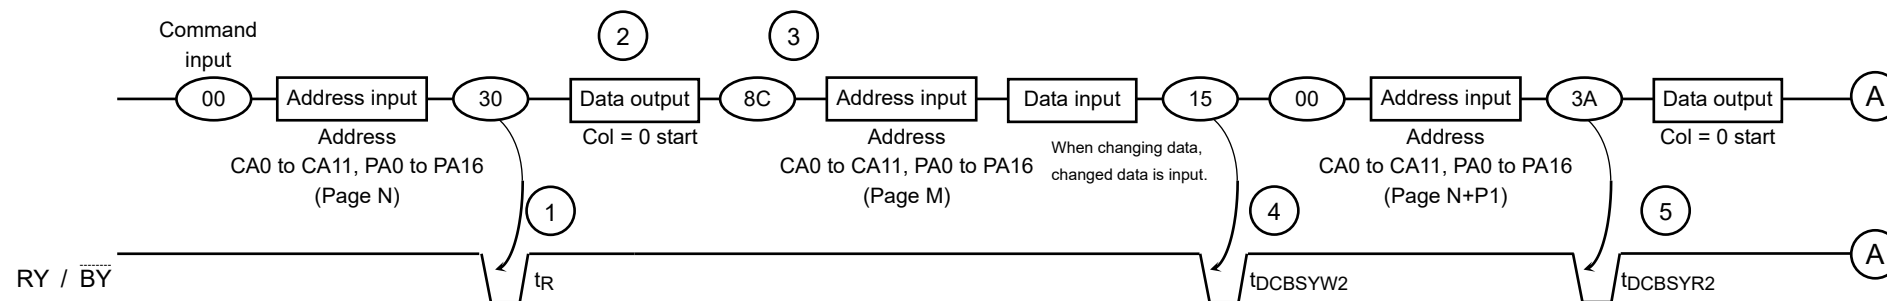 Command
input
2
3
00
Address input
30
Data output
8C
Address input
Data input
15
00
Address input
3A
Data output
A
Address
CA0 to CA11, PA0 to PA16
(Page N)
Col = 0 start
Address
CA0 to CA11, PA0 to PA16
(Page M)
When changing data,
changed data is input.
Address
CA0 to CA11, PA0 to PA16
(Page N+P1)
Col = 0 start
1
4
5
RY / BY
tR
tDCBSYW2
tDCBSYR2
A